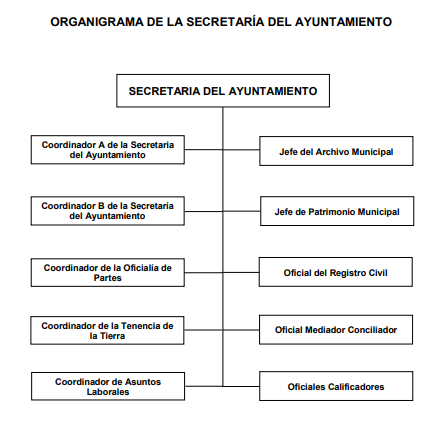 ORGANIGRAMA DE LA SECRETARÍA DEL AYUNTAMIENTO
SECRETARIA DEL AYUNTAMIENTO
Coordinador A de la Secretaría
del Ayuntamiento
Jefe del Archivo Municipal
Coordinador B de la Secretaría
del Ayuntamiento
Jefe de Patrimonio Municipal
Coordinador de la Oficialía de
Partes
Oficial del Registro Civil
Coordinador de la Tenencia de
la Tierra
Oficial Mediador Conciliador
Coordinador de Asuntos
Laborales
Oficiales Calificadores